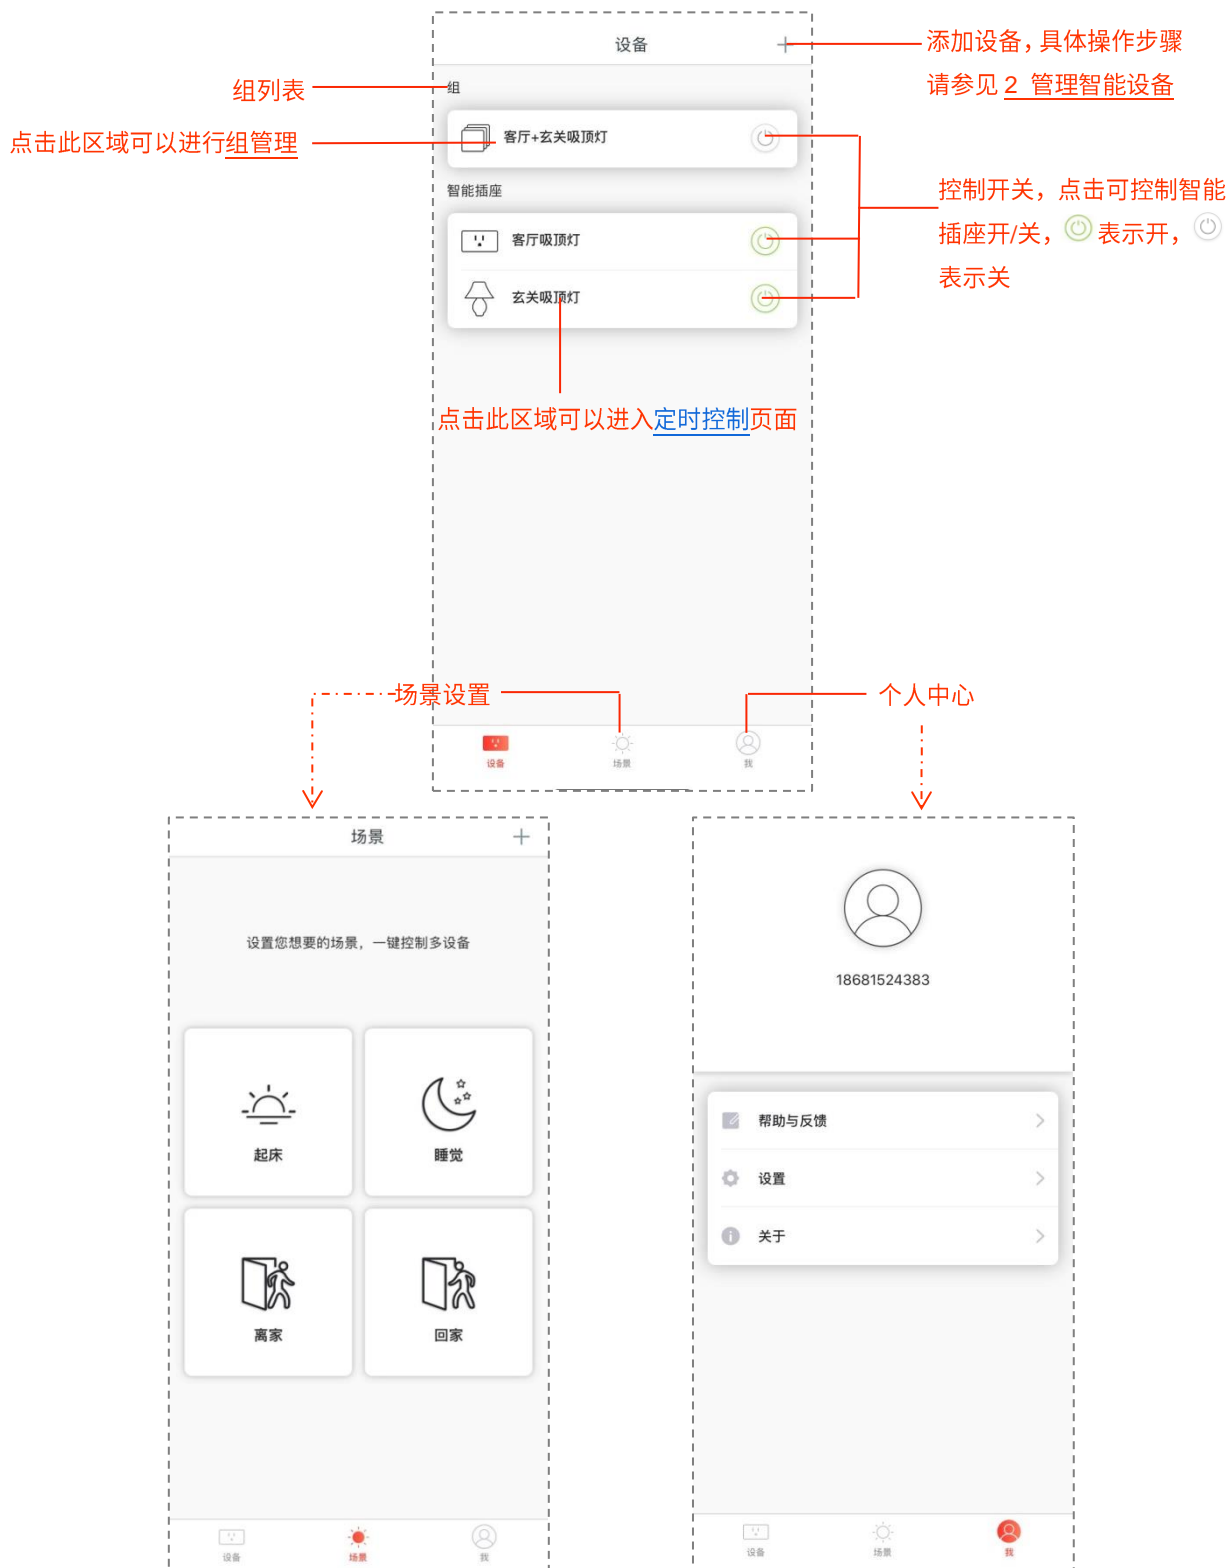 设备
添加设备，具体操作步骤
请参见 2 管理智能设备
组列表
组
点击此区域可以进行组管理
客厅+玄关吸顶灯
智能插座
控制开关，点击可控制智能
插座开/关， 表示开，
表示关
客厅吸顶灯
玄关吸顶灯
点击此区域可以进入定时控制页面
场景设置
个人中心
设备
场景
我
场景
设置您想要的场景，一键控制多设备
起床
睡觉
离家
回家
设备
场景
我
18681524383
帮助与反馈
设置
关于
设备
场景
我